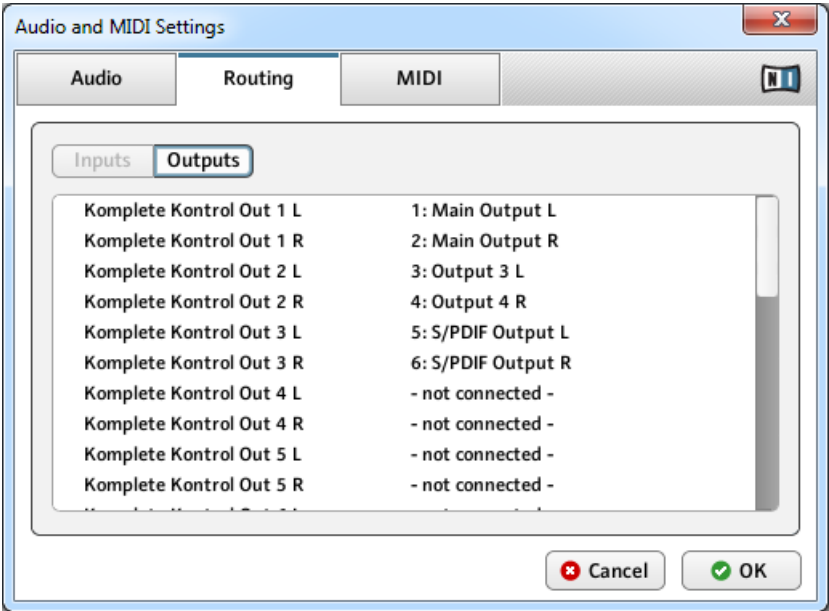 Audio and MIDI Settings
Audio Routing MIDI
NI
Inputs Outputs
Komplete Kontrol Out 1 L 1: Main Output L
Komplete Kontrol Out 1 R 2: Main Output R
Komplete Kontrol Out 2 L 3: Output 3 L
Komplete Kontrol Out 2 R 4: Output 4 R
Komplete Kontrol Out 3 L 5: S/PDIF Output L
Komplete Kontrol Out 3 R 6: S/PDIF Output R
Komplete Kontrol Out 4 L - not connected -
Komplete Kontrol Out 4 R - not connected -
Komplete Kontrol Out 5 L - not connected -
Komplete Kontrol Out 5 R - not connected -
Cancel OK